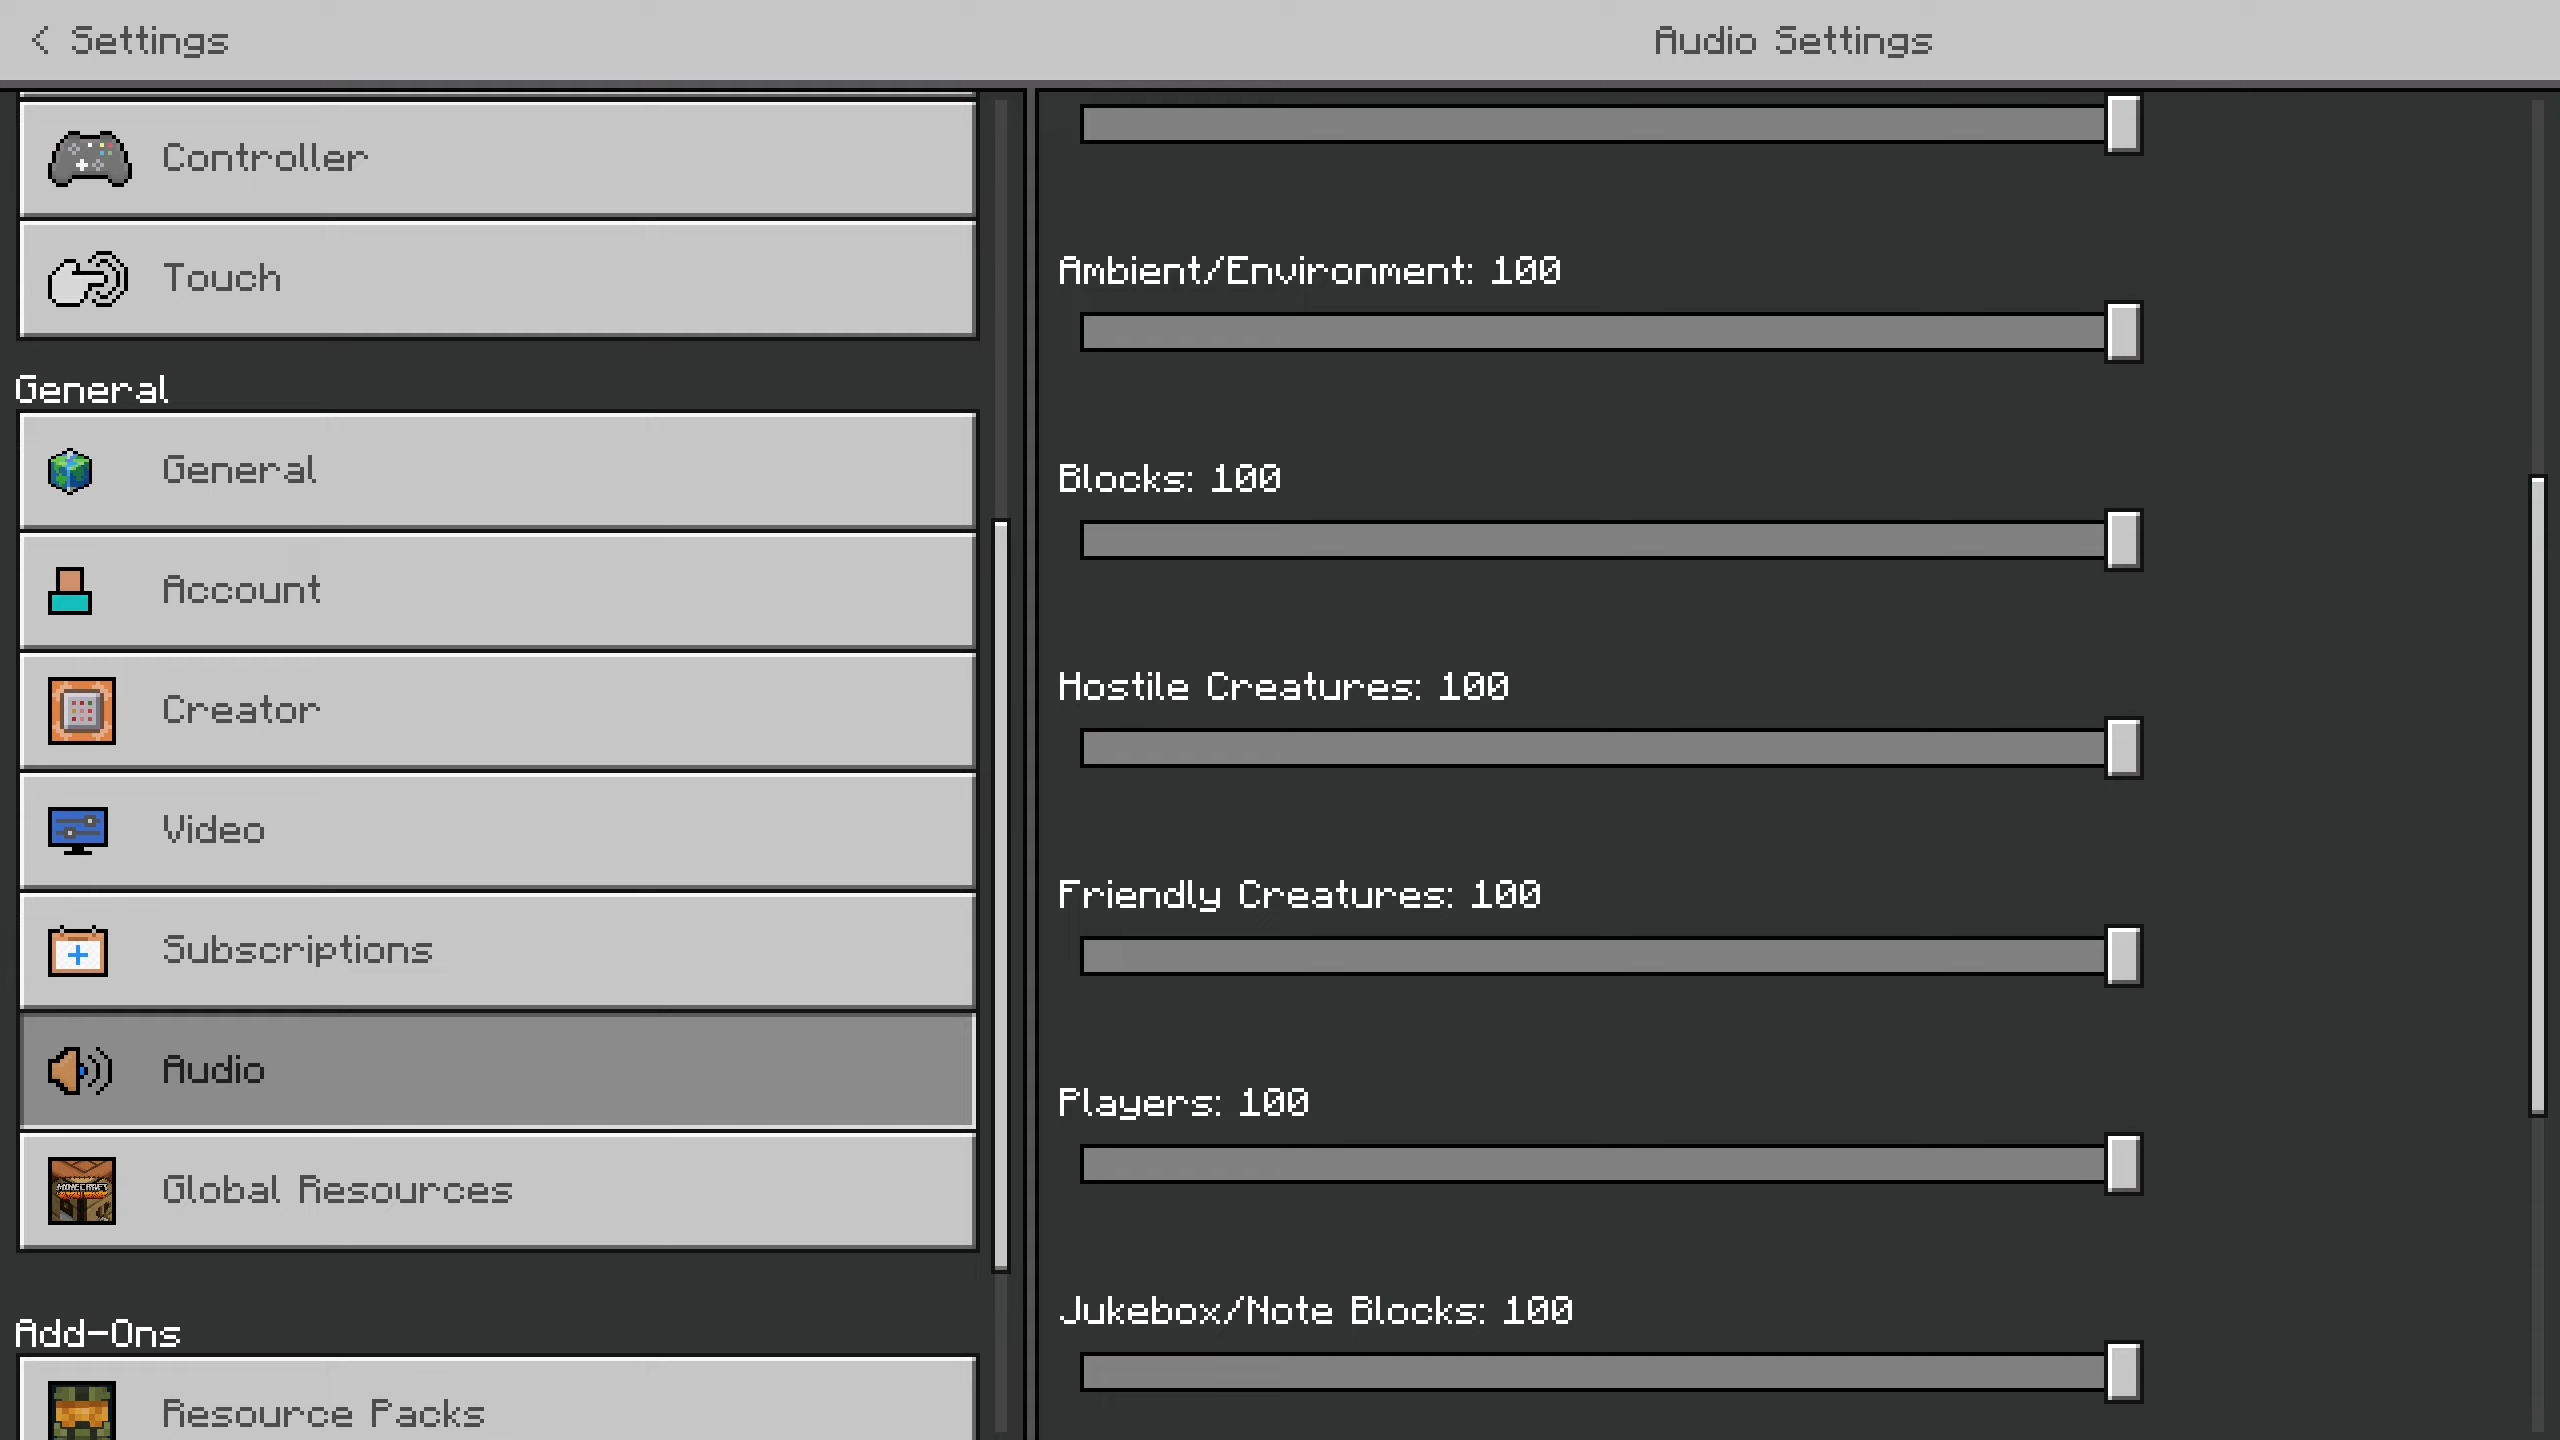 Settings
Audio Settings
Controller
Touch
General
General
Account
Creator
Video
Subscriptions
Audio
Global Resources
Add-Ons
Resource Packs
Ambient/Environment: 100
Blocks: 100
Hostile Creatures: 100
Friendly Creatures: 100
Players: 100
Jukebox/Note Blocks: 100